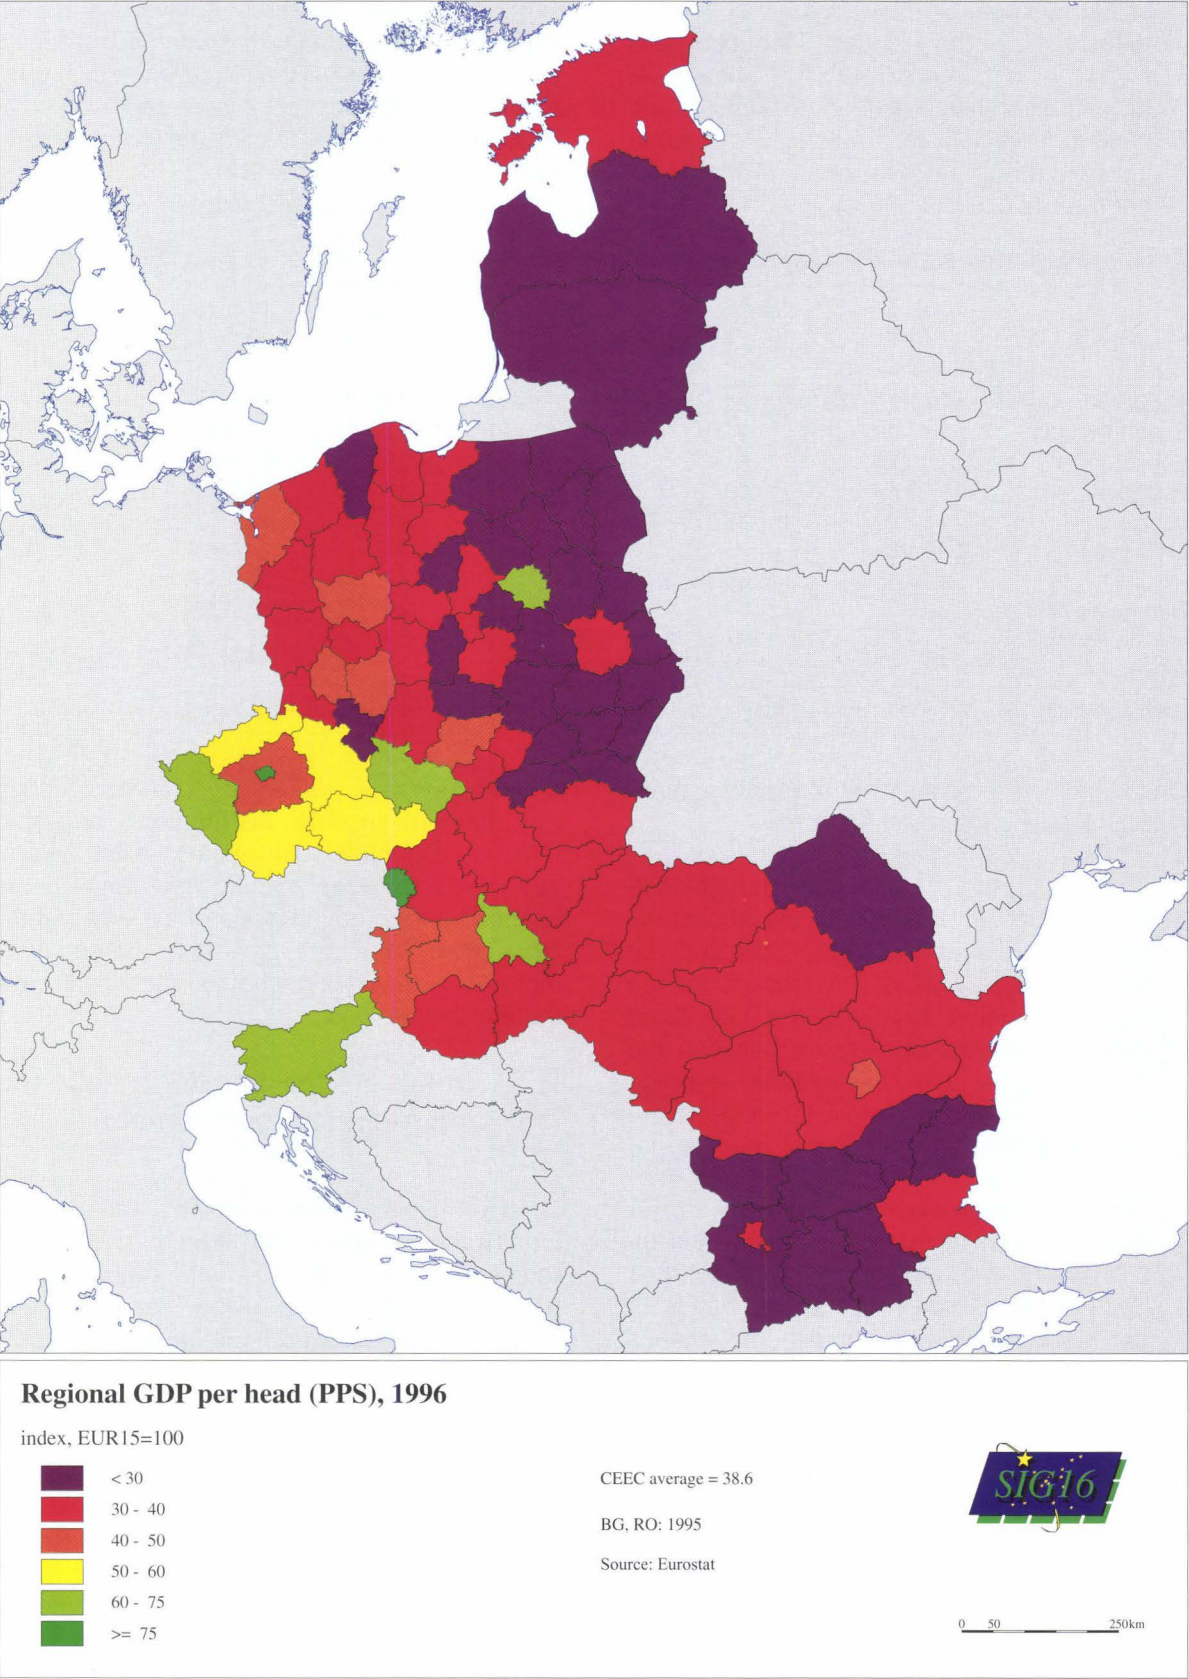 Regional GDP per head (PPS), 1996
index, EUR15=100
< 30
30 - 40
40 - 50
50 - 60
60 - 75
>= 75
CEEC average = 38.6
BG, RO: 1995
Source: Eurostat
SIG16
0 50 250km